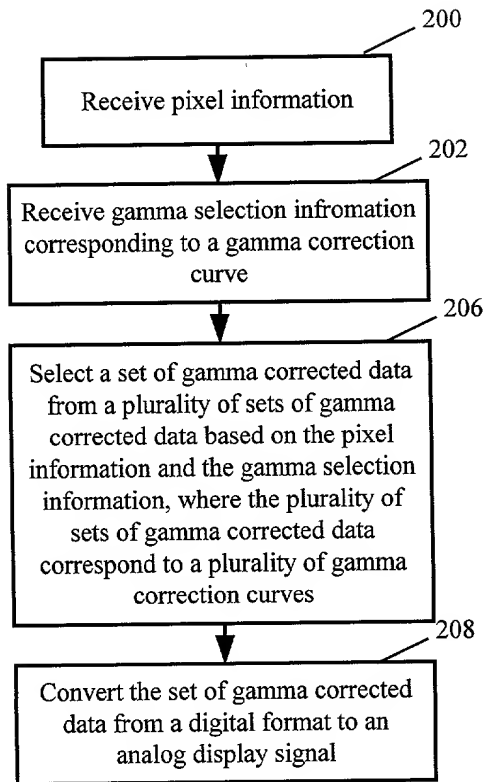 200
Receive pixel information
202
Receive gamma selection infromation
corresponding to a gamma correction
curve
206
Select a set of gamma corrected data
from a plurality of sets of gamma
corrected data based on the pixel
information and the gamma selection
information, where the plurality of
sets of gamma corrected data
correspond to a plurality of gamma
correction curves
208
Convert the set of gamma corrected
data from a digital format to an
analog display signal